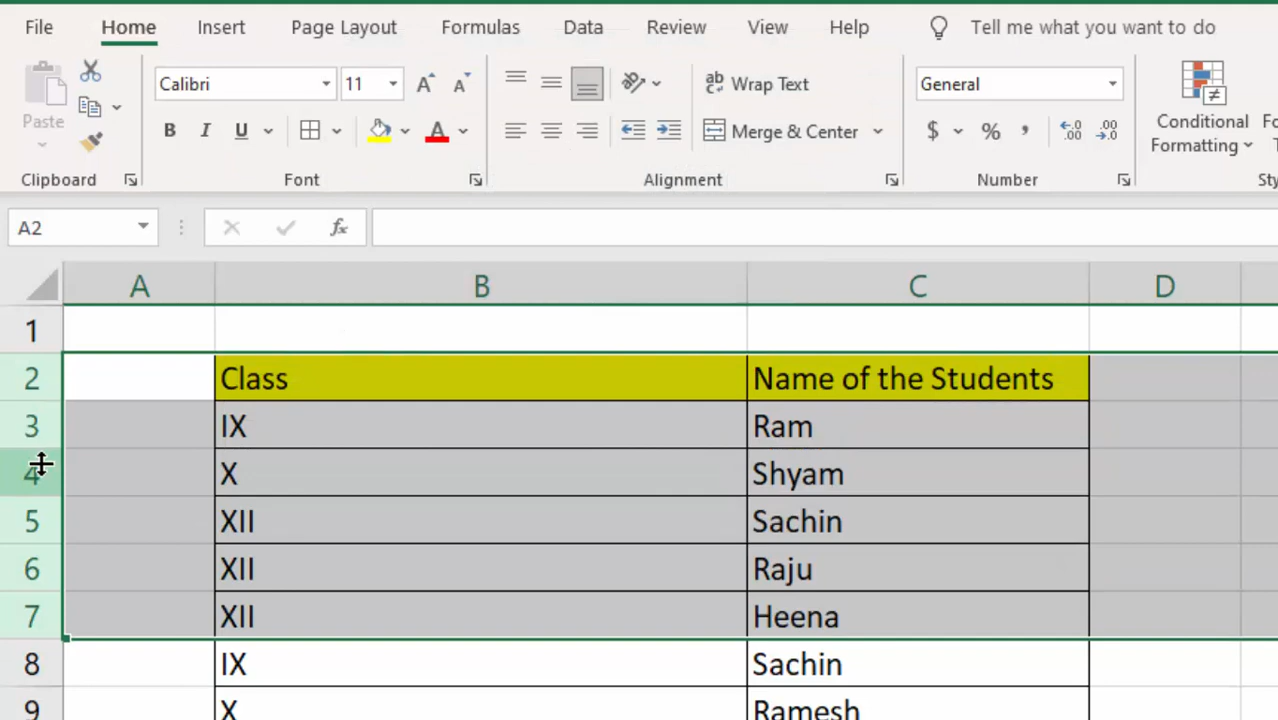 File Home Insert Page Layout Formulas Data Review View Help Tell me what you want to do
Calibri 11 Wrap Text General
Paste B I U Merge & Center $ % , Conditional
Formatting
Clipboard Font Alignment Number
A2 fx
A B C D
1
2 Class Name of the Students
3 IX Ram
4 X Shyam
5 XII Sachin
6 XII Raju
7 XII Heena
8 IX Sachin
9 X Ramesh